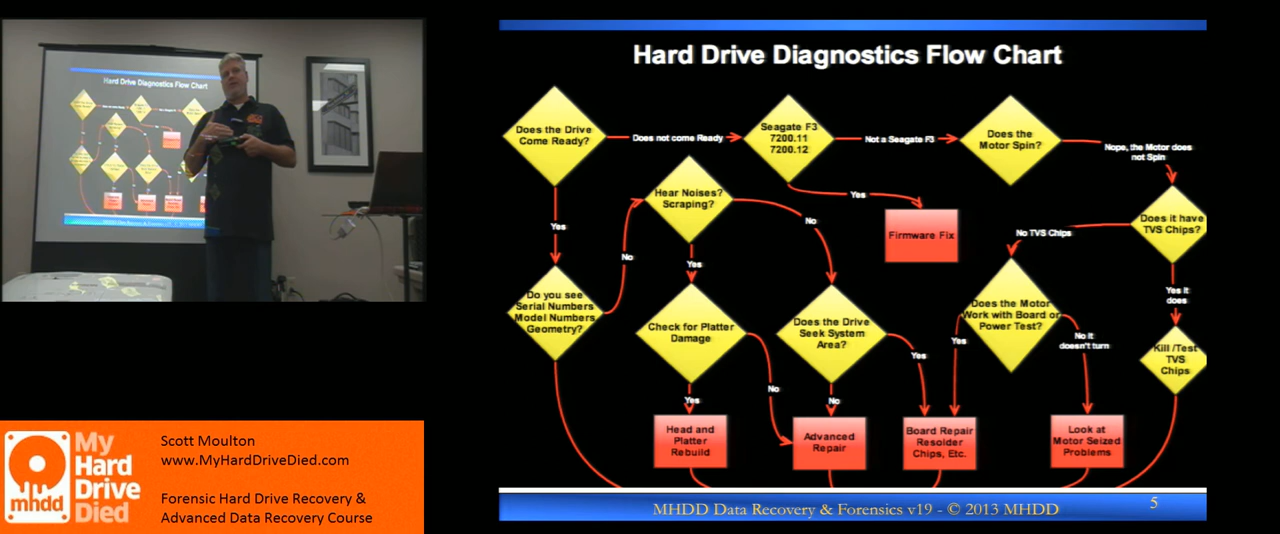 Hard Drive Diagnostics Flow Chart
Does the Drive
Come Ready?
Does not come Ready
Seagate F3
7200.11
7200.12
Not a Seagate F3
Does the
Motor Spin?
Nope, the Motor does
not Spin
Hear Noises?
Scraping?
Yes
Firmware Fix
No
Does it have
TVS Chips?
No TVS Chips
Yes
No
Yes
Yes it
does
Do you see
Serial Numbers
Model Numbers
Geometry?
Check for Platter
Damage
Does the Drive
Seek System
Area?
Does the Motor
Work with Board or
Power Test?
Yes
Yes
No it
doesn't turn
Kill /Test
TVS
Chips
No
Yes
No
Head and
Platter
Rebuild
Advanced
Repair
Board Repair
Resolder
Chips, Etc.
Look at
Motor Seized
Problems
MHDD Data Recovery & Forensics v19 - © 2013 MHDD
5
Hard Drive Diagnostics Flow Chart
mhdd
My
Hard
Drive
Died
Scott Moulton
www.MyHardDriveDied.com
Forensic Hard Drive Recovery &
Advanced Data Recovery Course